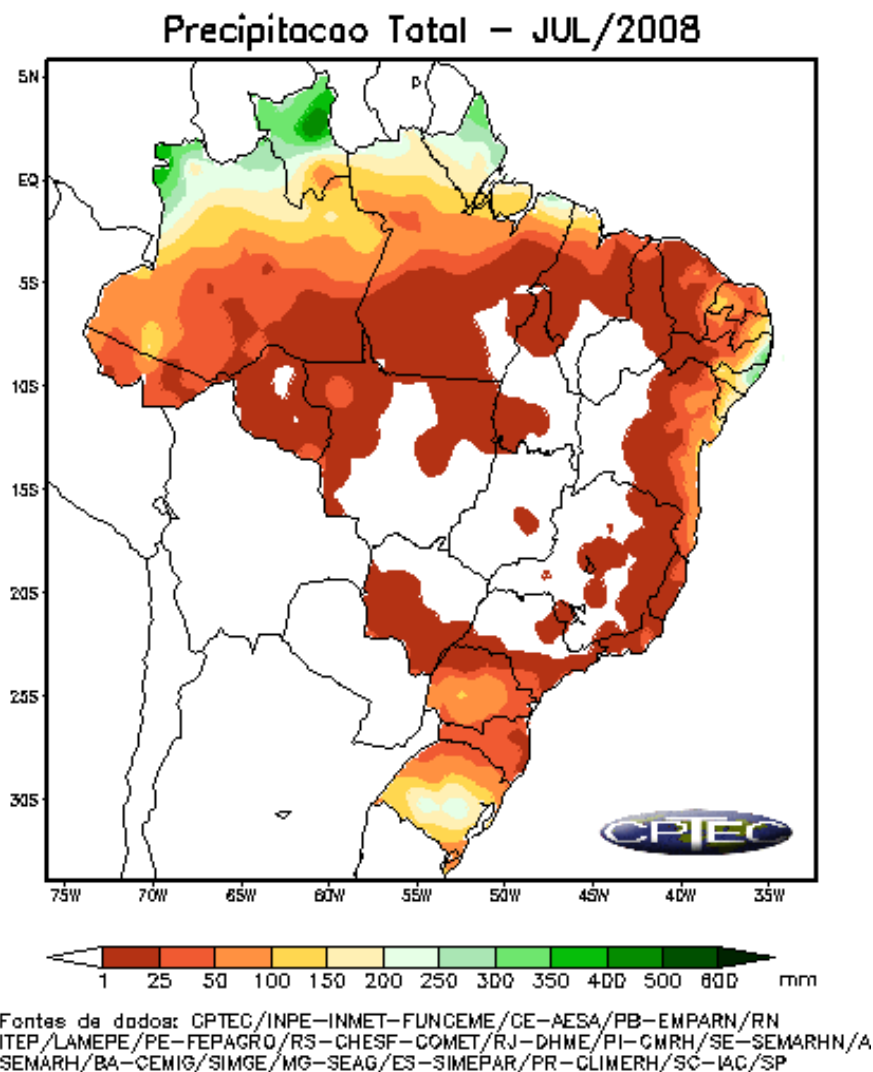 Precipitacao Total - JUL/2008
5N
EQ
5S
10S
15S
20S
25S
30S
75W 70W 65W 60W 55W 50W 45W 40W 35W
CPTEC
1 25 50 100 150 200 250 300 350 400 500 600 mm
Fontes de dados: CPTEC/INPE-INMET-FUNCEME/CE-AESA/PB-EMPARN/RN
ITEP/LAMEPE/PE-FEPAGRO/RS-CHESF-COMET/RJ-DHME/PI-CMRH/SE-SEMARHN/A
SEMARH/BA-CEMIG/SIMGE/MG-SEAG/ES-SIMEPAR/PR-CLIMERH/SC-IAC/SP